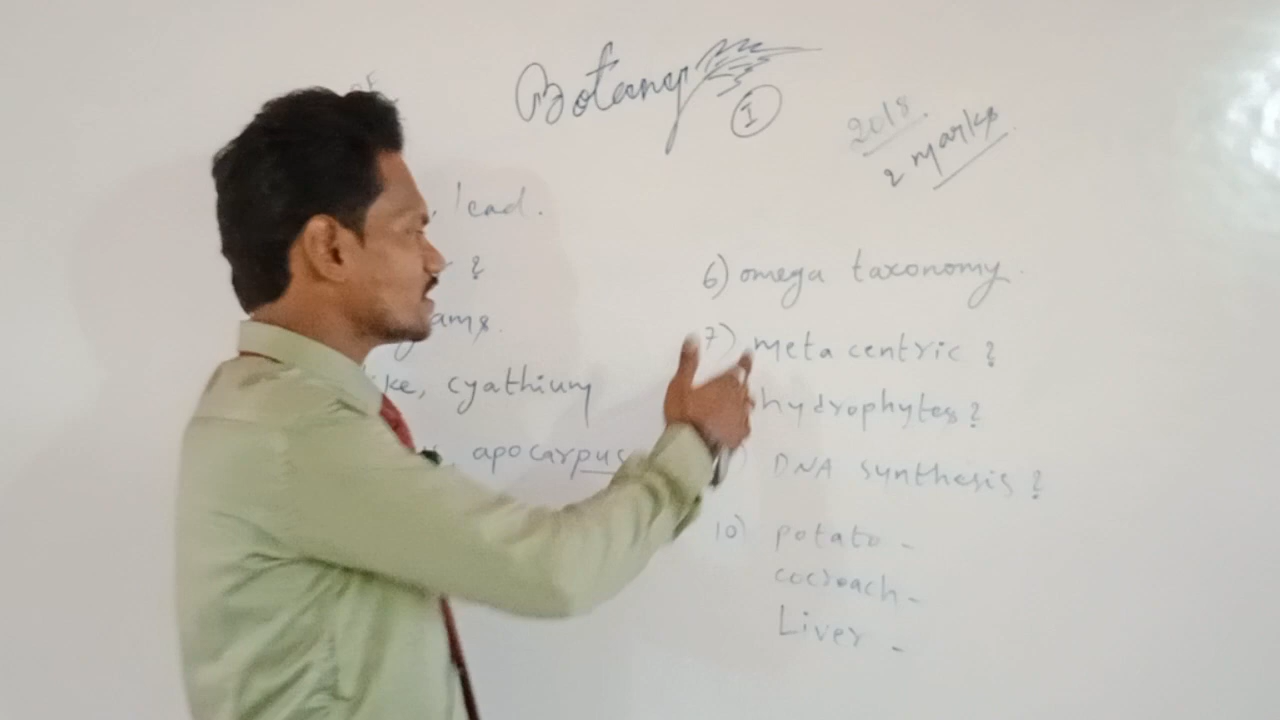 Botany
I
2018.
2 marks
, lead.
?
ams.
ke, cyathium
, apocarpus
6) omega taxonomy.
7) meta centric ?
hydrophytes ?
DNA synthesis ?
10) potato -
cocroach -
Liver -